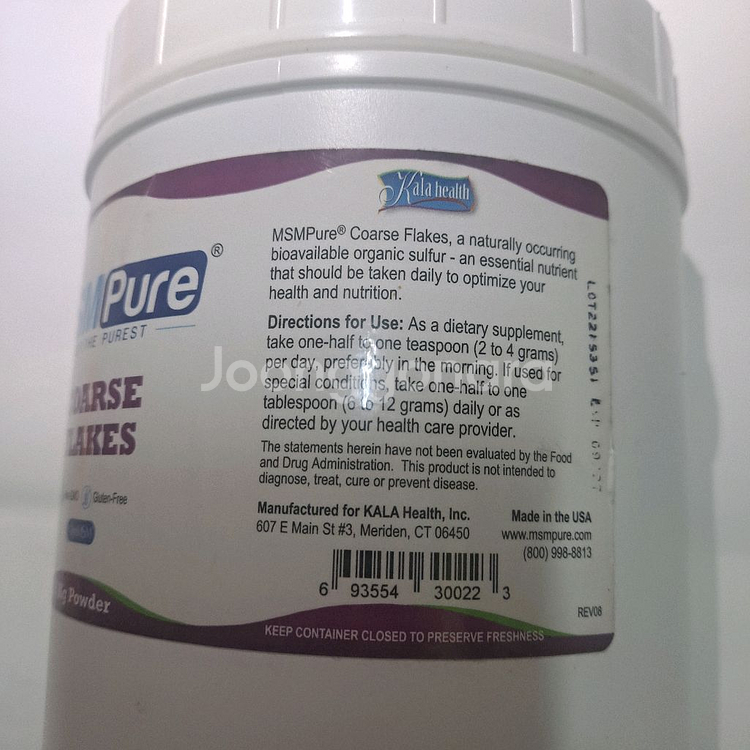 Kala health
MSMPure® Coarse Flakes, a naturally occurring
bioavailable organic sulfur - an essential nutrient
that should be taken daily to optimize your
health and nutrition.
Directions for Use: As a dietary supplement,
take one-half to one teaspoon (2 to 4 grams)
per day, preferably in the morning. If used for
special conditions, take one-half to one
tablespoon (6 to 12 grams) daily or as
directed by your health care provider.
The statements herein have not been evaluated by the Food
and Drug Administration. This product is not intended to
diagnose, treat, cure or prevent disease.
Manufactured for KALA Health, Inc.
607 E Main St #3, Meriden, CT 06450
Made in the USA
www.msmpure.com
(800) 998-8813
6 93554 30022 3
REV08
KEEP CONTAINER CLOSED TO PRESERVE FRESHNESS
LOT2215351
MPure®
THE PUREST
OARSE
LAKES
Gluten-Free
Kg Powder
Joonggonara